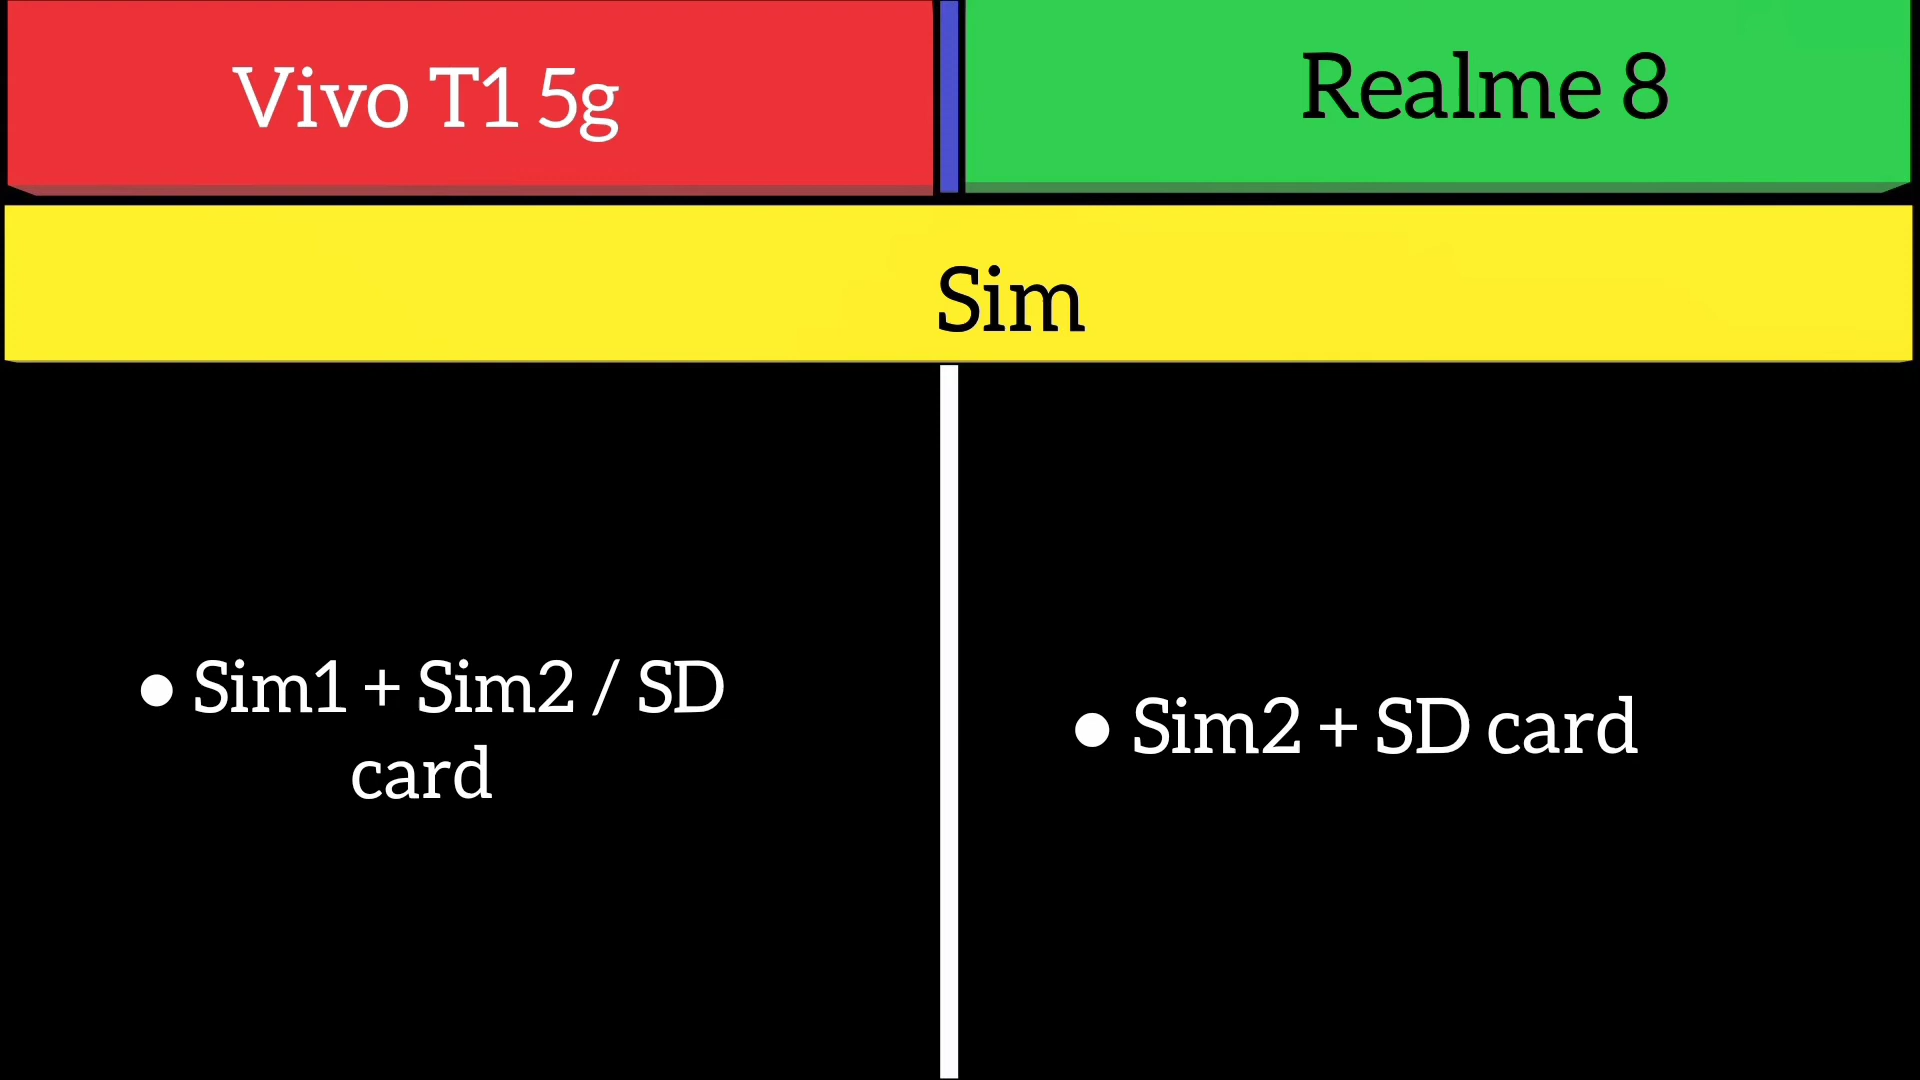 Vivo T1 5g
Realme 8
Sim
● Sim1 + Sim2 / SD
card
● Sim2 + SD card